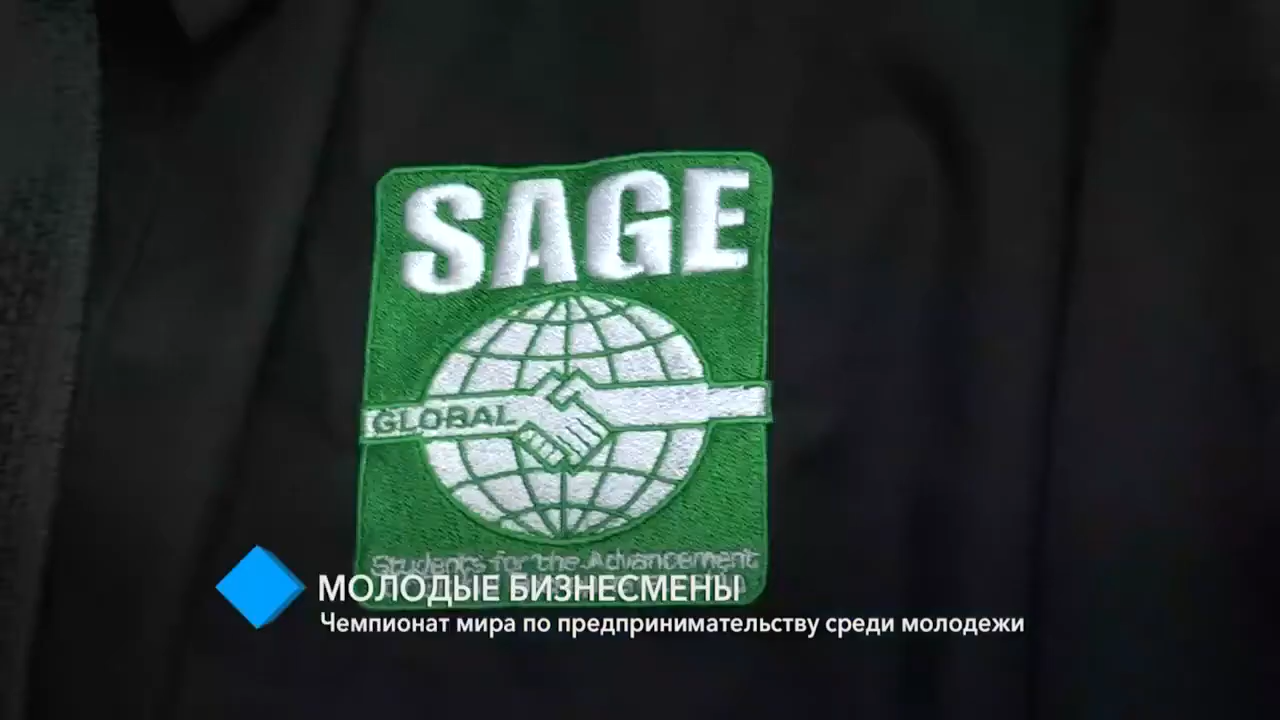 SAGE
GLOBAL
Students for the Advancement
МОЛОДЫЕ БИЗНЕСМЕНЫ
Чемпионат мира по предпринимательству среди молодежи